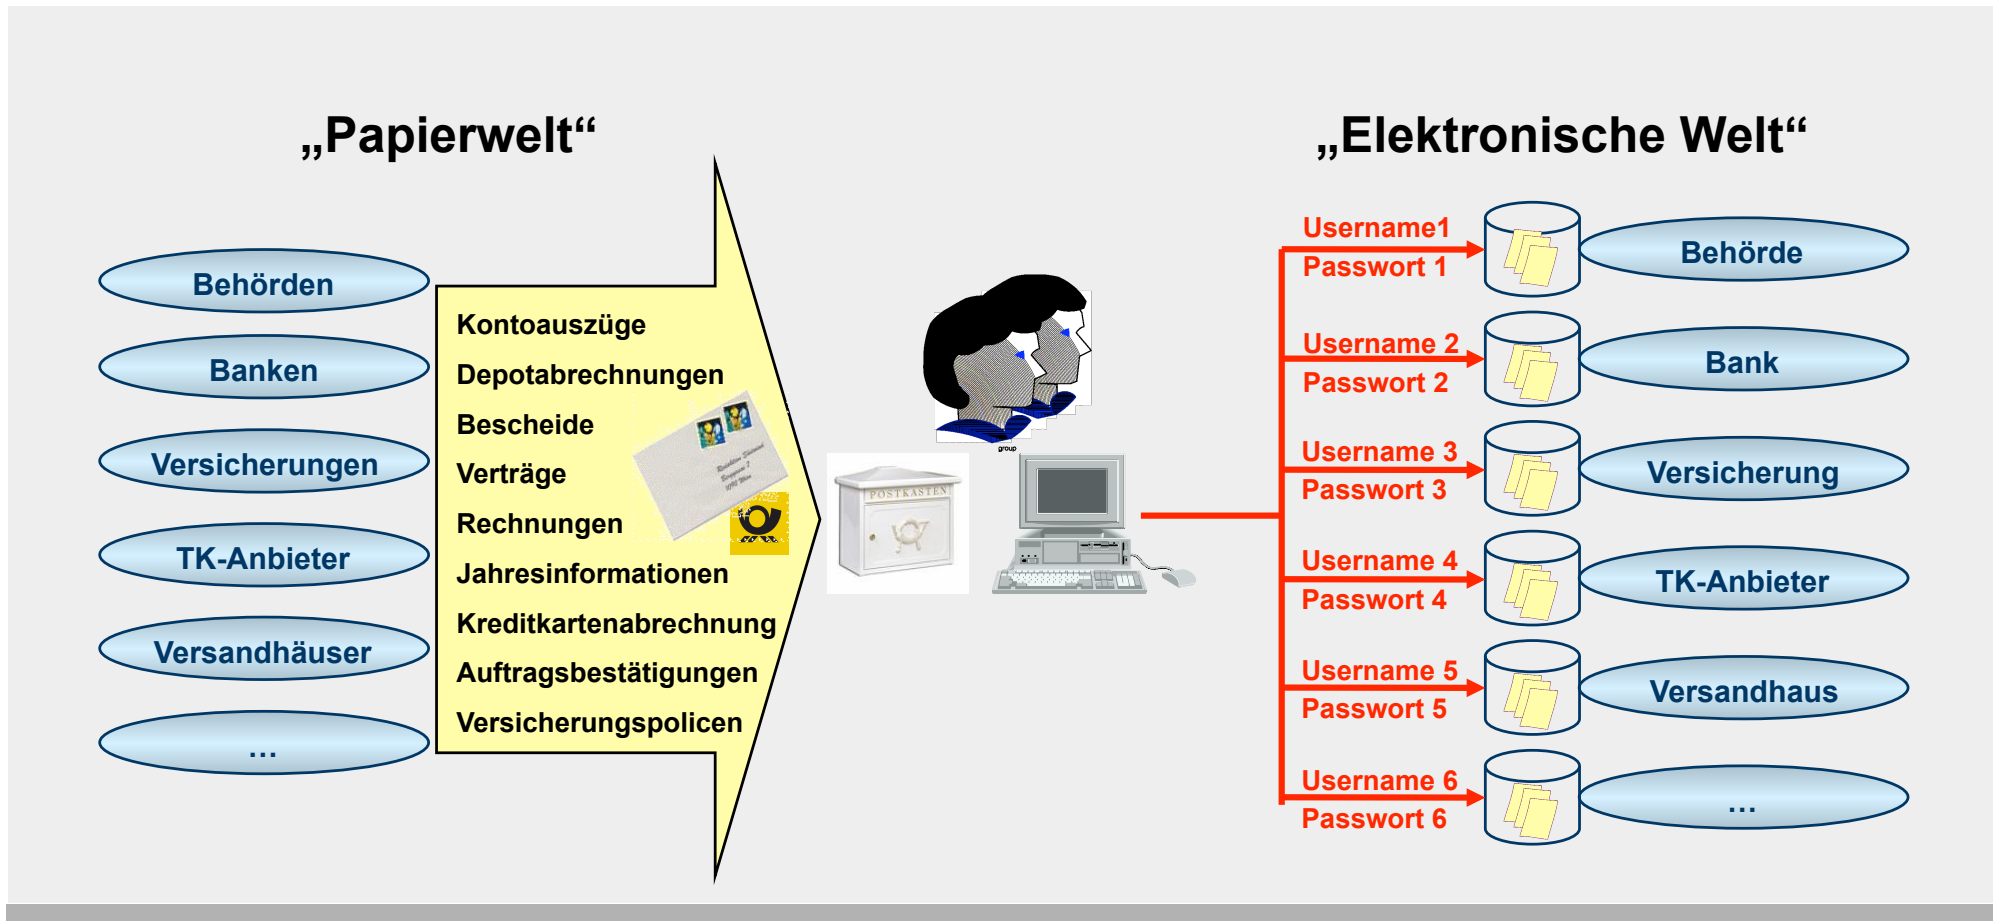 „Papierwelt“
„Elektronische Welt“
Behörden
Banken
Versicherungen
TK-Anbieter
Versandhäuser
...
Kontoauszüge
Depotabrechnungen
Bescheide
Verträge
Rechnungen
Jahresinformationen
Kreditkartenabrechnung
Auftragsbestätigungen
Versicherungspolicen
group
POSTKASTEN
Username1
Passwort 1
Behörde
Username 2
Passwort 2
Bank
Username 3
Passwort 3
Versicherung
Username 4
Passwort 4
TK-Anbieter
Username 5
Passwort 5
Versandhaus
Username 6
Passwort 6
...